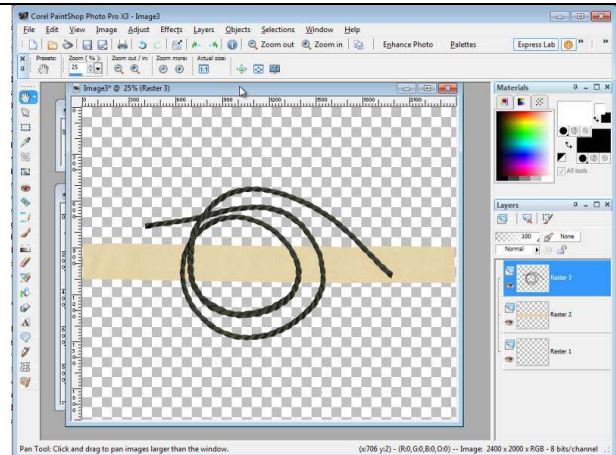 Corel PaintShop Photo Pro X3 - Image3
File Edit View Image Adjust Effects Layers Objects Selections Window Help
Zoom out Zoom in Enhance Photo Palettes Express Lab
Presets: Zoom (%): Zoom out / in: Zoom more: Actual size:
25
Image3* @ 25% (Raster 3)
Materials
All tools
Layers
100 None
Normal
Raster 3
Raster 2
Raster 1
Pan Tool: Click and drag to pan images larger than the window.
(x:706 y:2) - (R:0,G:0,B:0,O:0) -- Image: 2400 x 2000 x RGB - 8 bits/channel